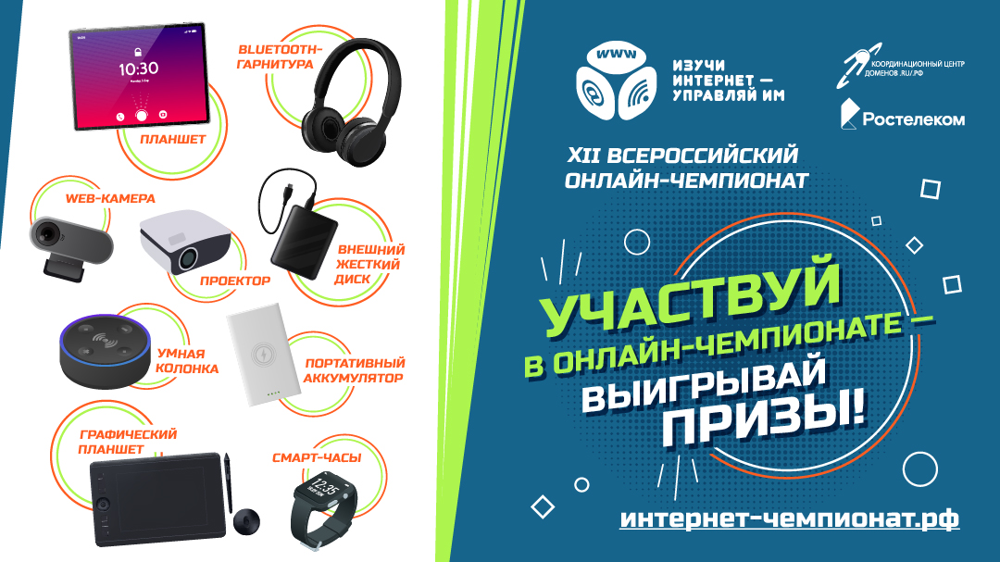 10:30
ПЛАНШЕТ
BLUETOOTH-
ГАРНИТУРА
WEB-КАМЕРА
ПРОЕКТОР
ВНЕШНИЙ
ЖЕСТКИЙ
ДИСК
УМНАЯ
КОЛОНКА
ПОРТАТИВНЫЙ
АККУМУЛЯТОР
ГРАФИЧЕСКИЙ
ПЛАНШЕТ
СМАРТ-ЧАСЫ
12:35
WWW
@
ИЗУЧИ
ИНТЕРНЕТ —
УПРАВЛЯЙ ИМ
КООРДИНАЦИОННЫЙ ЦЕНТР
ДОМЕНОВ .RU/.РФ
Ростелеком
XII ВСЕРОССИЙСКИЙ
ОНЛАЙН-ЧЕМПИОНАТ
УЧАСТВУЙ
В ОНЛАЙН-ЧЕМПИОНАТЕ —
ВЫИГРЫВАЙ
ПРИЗЫ!
интернет-чемпионат.рф